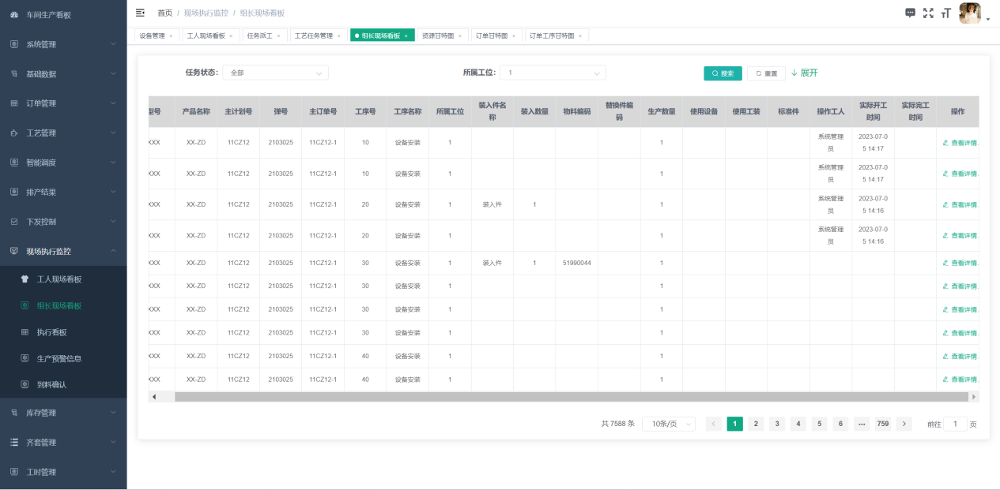 车间生产看板
系统管理
基础数据
订单管理
工艺管理
智能调度
排产结果
下发控制
现场执行监控
工人现场看板
组长现场看板
执行看板
生产预警信息
到料确认
库存管理
齐套管理
工时管理
首页 / 现场执行监控 / 组长现场看板
设备管理 × 工人现场看板 × 任务派工 × 工艺任务管理 × 组长现场看板 × 资源甘特图 × 订单甘特图 × 订单工序甘特图 ×
任务状态: 全部 所属工位: 1 搜索 重置 展开
型号 产品名称 主计划号 弹号 主订单号 工序号 工序名称 所属工位 装入件名称 装入数量 物料编码 替换件编码 生产数量 使用设备 使用工装 标准件 操作工人 实际开工时间 实际完工时间 操作
XXX XX-ZD 11CZ12 2103025 11CZ12-1 10 设备安装 1 1 系统管理员 2023-07-05 14:17 查看详情
XXX XX-ZD 11CZ12 2103025 11CZ12-1 10 设备安装 1 1 系统管理员 2023-07-05 14:17 查看详情
XXX XX-ZD 11CZ12 2103025 11CZ12-1 20 设备安装 1 装入件 1 1 系统管理员 2023-07-05 14:16 查看详情
XXX XX-ZD 11CZ12 2103025 11CZ12-1 20 设备安装 1 1 系统管理员 2023-07-05 14:16 查看详情
XXX XX-ZD 11CZ12 2103025 11CZ12-1 30 设备安装 1 装入件 1 51990044 1 查看详情
XXX XX-ZD 11CZ12 2103025 11CZ12-1 30 设备安装 1 1 查看详情
XXX XX-ZD 11CZ12 2103025 11CZ12-1 30 设备安装 1 1 查看详情
XXX XX-ZD 11CZ12 2103025 11CZ12-1 30 设备安装 1 1 查看详情
XXX XX-ZD 11CZ12 2103025 11CZ12-1 40 设备安装 1 1 查看详情
XXX XX-ZD 11CZ12 2103025 11CZ12-1 40 设备安装 1 1 查看详情
共 7588 条 10条/页 1 2 3 4 5 6 ••• 759 前往 1 页